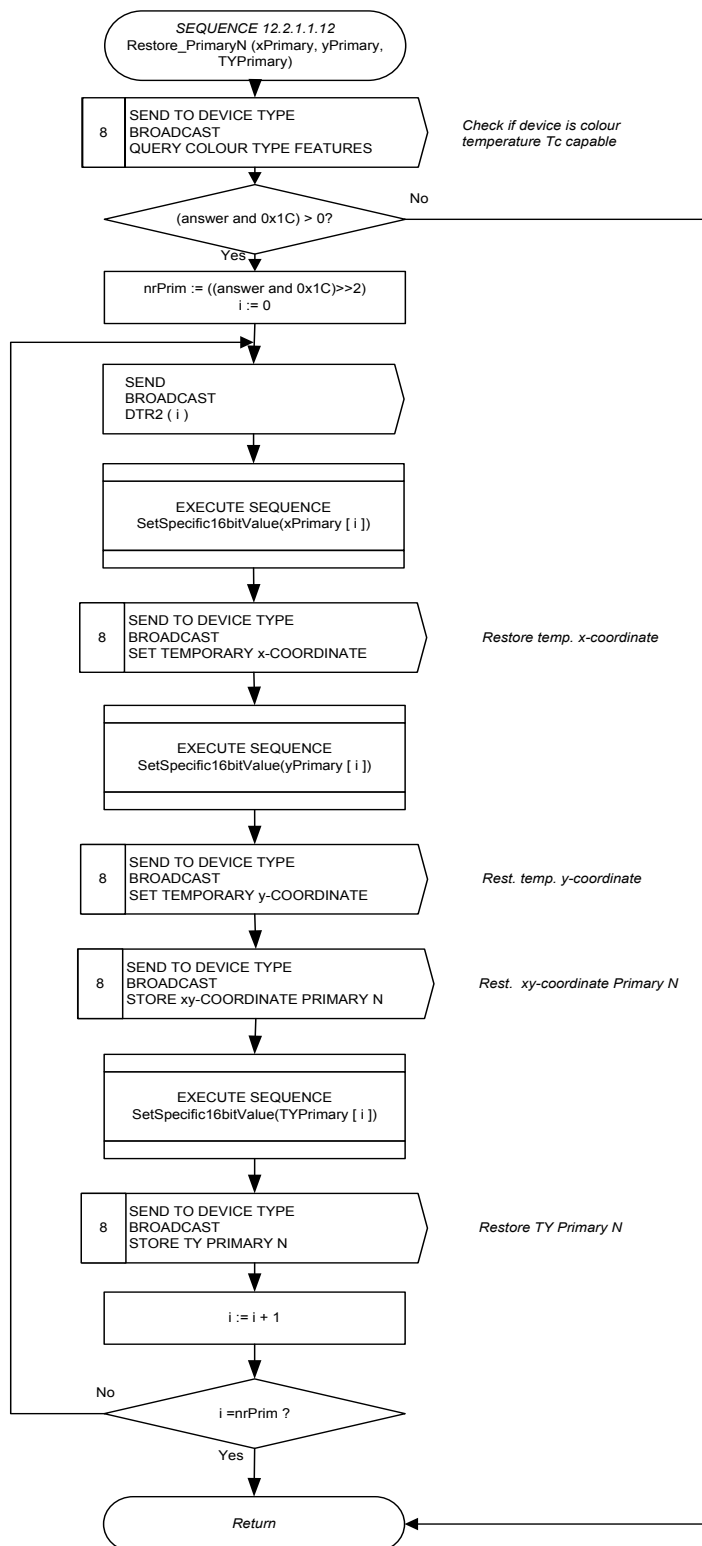 SEQUENCE 12.2.1.1.12
Restore_PrimaryN (xPrimary, yPrimary,
TYPrimary)
8
SEND TO DEVICE TYPE
BROADCAST
QUERY COLOUR TYPE FEATURES
Check if device is colour
temperature Tc capable
(answer and 0x1C) > 0?
No
Yes
nrPrim := ((answer and 0x1C)>>2)
i := 0
SEND
BROADCAST
DTR2 ( i )
EXECUTE SEQUENCE
SetSpecific16bitValue(xPrimary [ i ])
8
SEND TO DEVICE TYPE
BROADCAST
SET TEMPORARY x-COORDINATE
Restore temp. x-coordinate
EXECUTE SEQUENCE
SetSpecific16bitValue(yPrimary [ i ])
8
SEND TO DEVICE TYPE
BROADCAST
SET TEMPORARY y-COORDINATE
Rest. temp. y-coordinate
8
SEND TO DEVICE TYPE
BROADCAST
STORE xy-COORDINATE PRIMARY N
Rest. xy-coordinate Primary N
EXECUTE SEQUENCE
SetSpecific16bitValue(TYPrimary [ i ])
8
SEND TO DEVICE TYPE
BROADCAST
STORE TY PRIMARY N
Restore TY Primary N
i := i + 1
No
i =nrPrim ?
Yes
Return